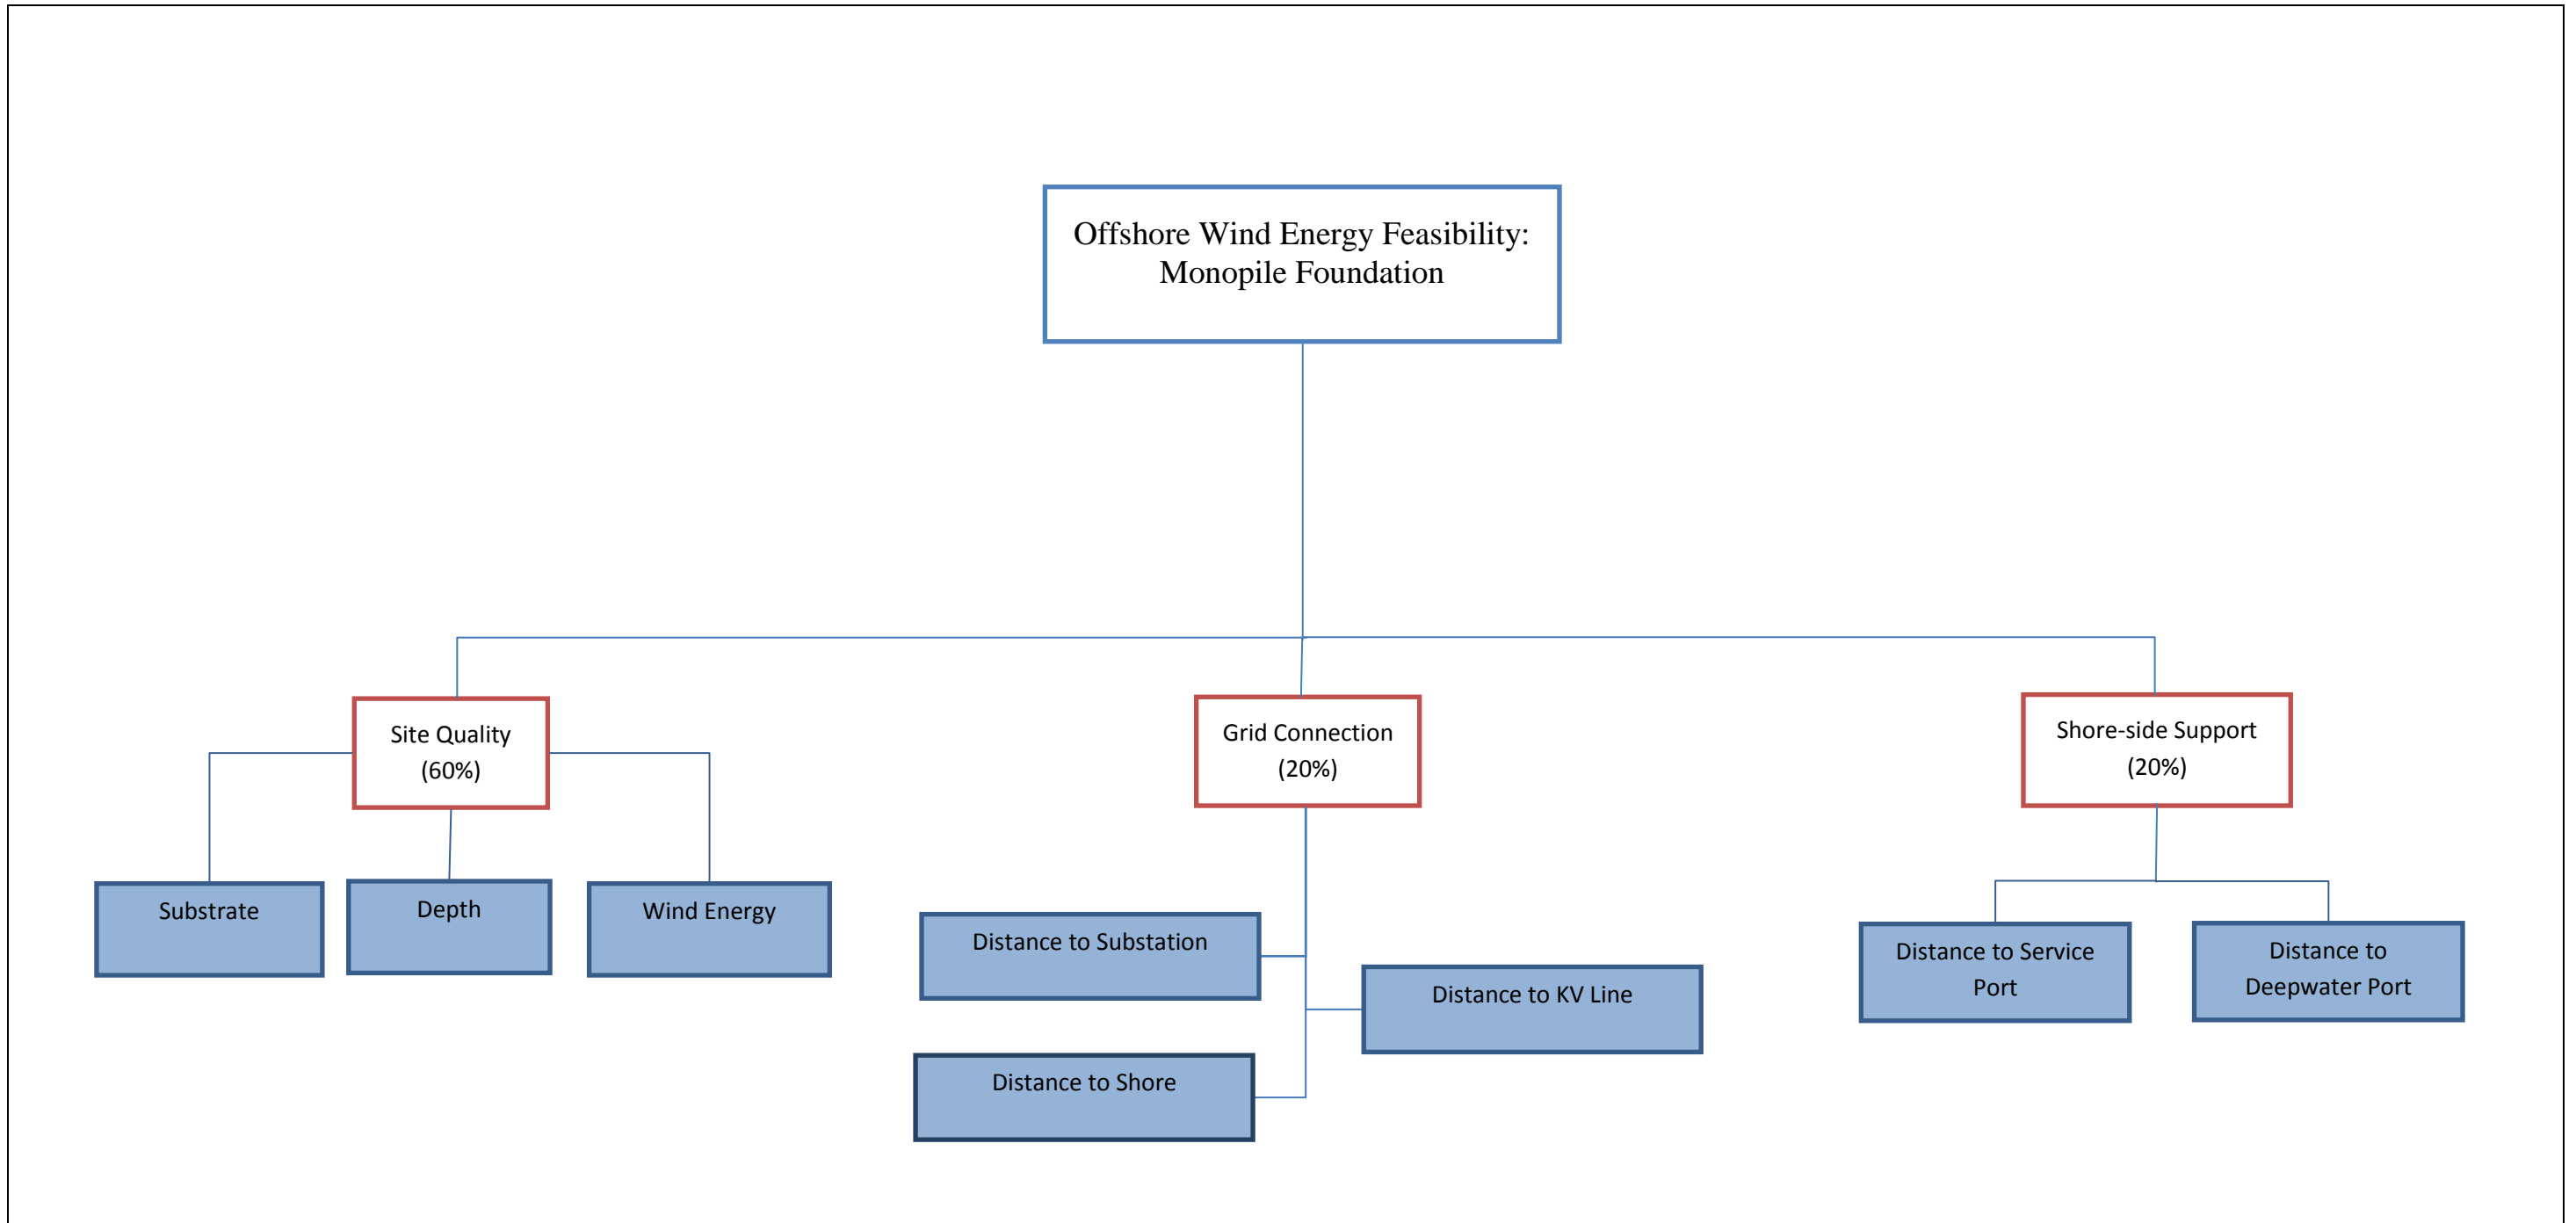 Offshore Wind Energy Feasibility:
Monopile Foundation
Site Quality
(60%)
Grid Connection
(20%)
Shore-side Support
(20%)
Substrate
Depth
Wind Energy
Distance to Substation
Distance to KV Line
Distance to Shore
Distance to Service
Port
Distance to
Deepwater Port